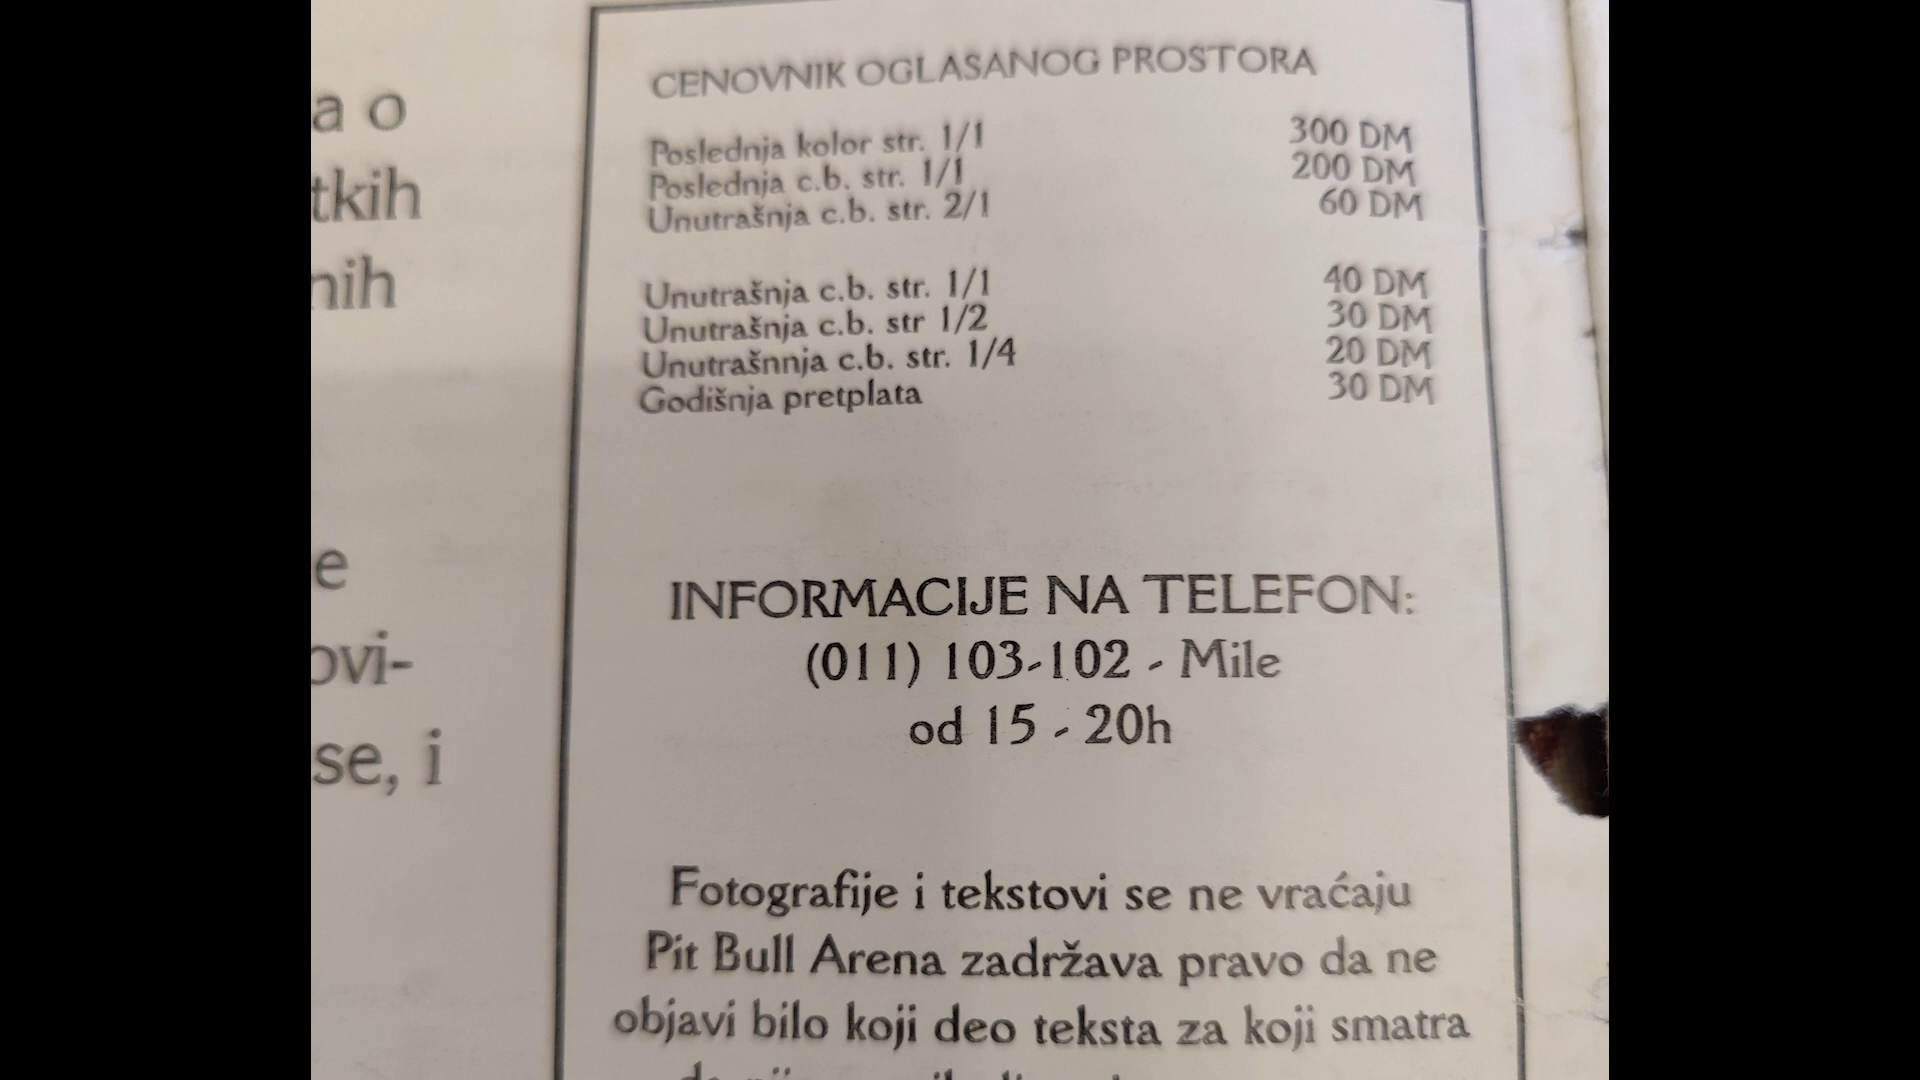 a o
tkih
nih
e
ovi-
se, i
CENOVNIK OGLASANOG PROSTORA
Poslednja kolor str. 1/1 300 DM
Poslednja c.b. str. 1/1 200 DM
Unutrašnja c.b. str. 2/1 60 DM
Unutrašnja c.b. str. 1/1 40 DM
Unutrašnja c.b. str 1/2 30 DM
Unutrašnnja c.b. str. 1/4 20 DM
Godišnja pretplata 30 DM
INFORMACIJE NA TELEFON:
(011) 103-102 - Mile
od 15 - 20h
Fotografije i tekstovi se ne vraćaju
Pit Bull Arena zadržava pravo da ne
objavi bilo koji deo teksta za koji smatra